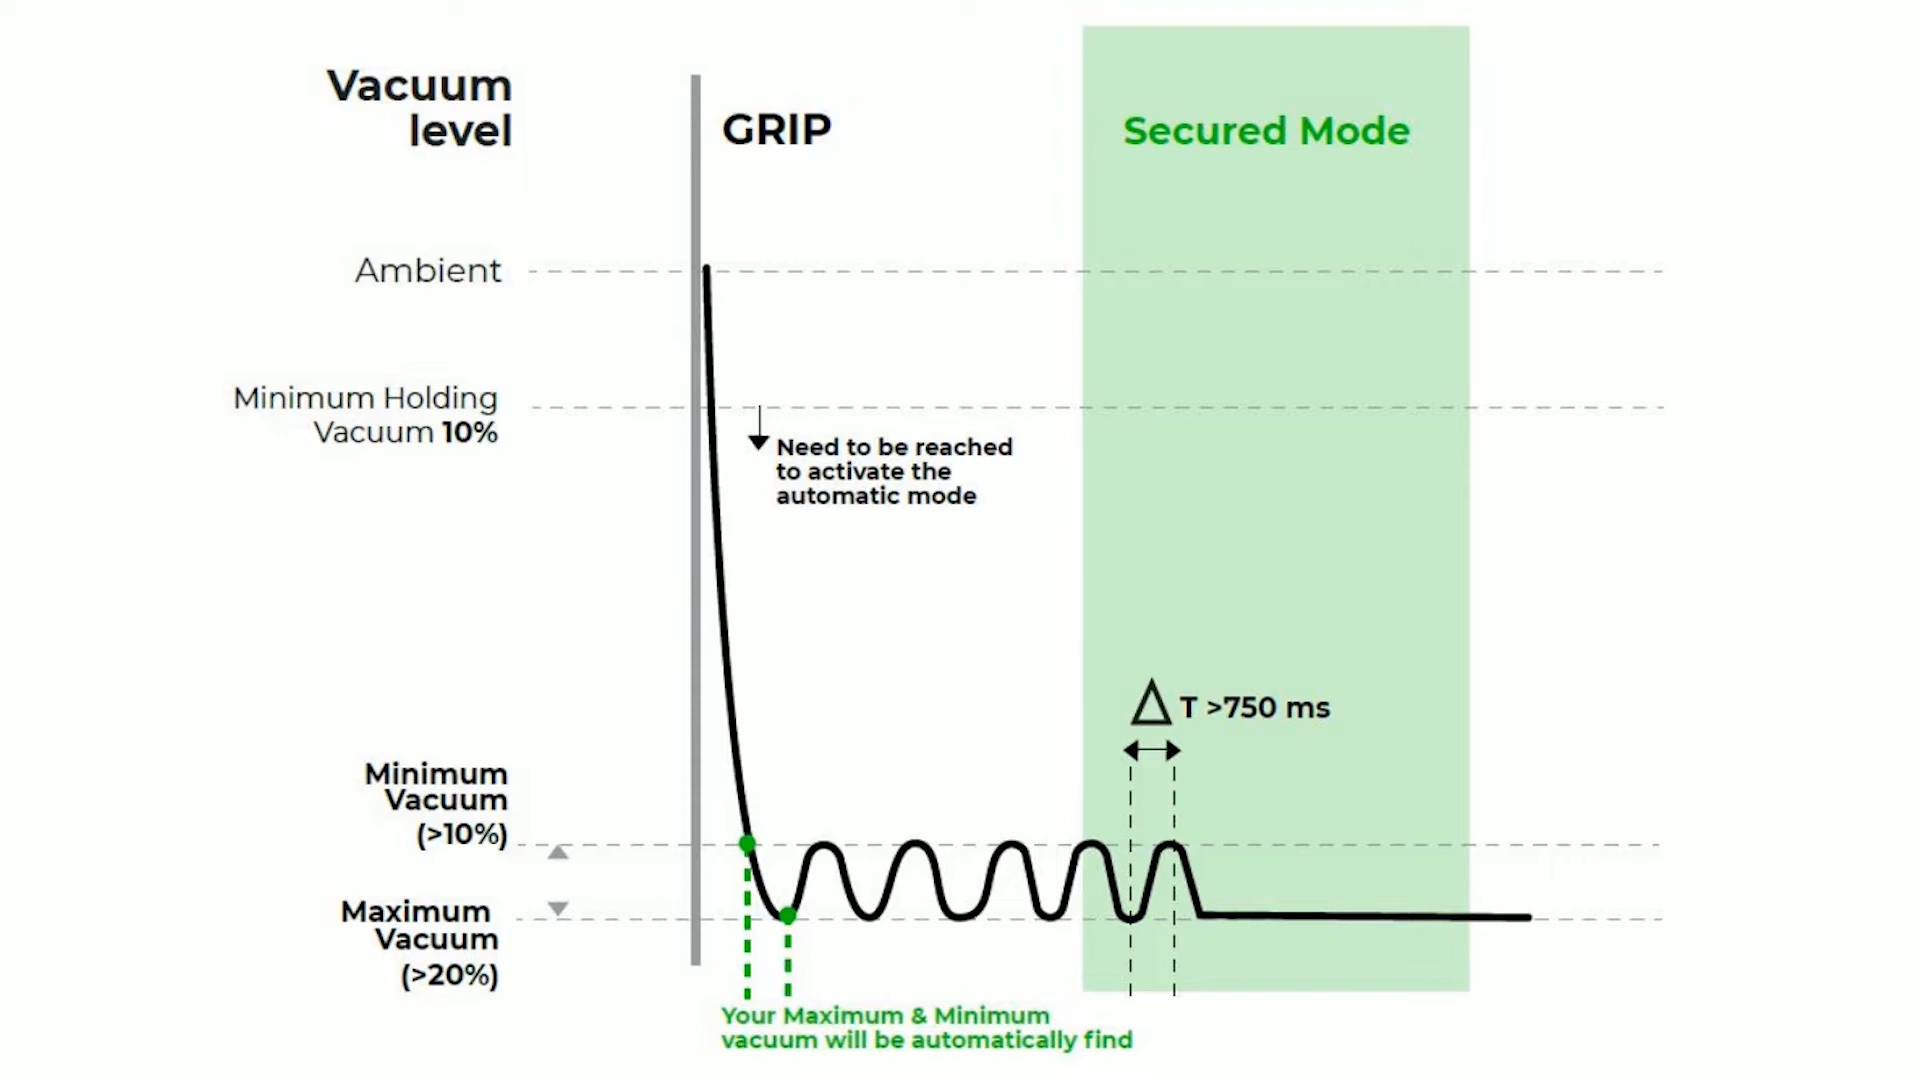 Vacuum
level
GRIP
Secured Mode
Ambient
Minimum Holding
Vacuum 10%
Need to be reached
to activate the
automatic mode
Δ T >750 ms
Minimum
Vacuum
(>10%)
Maximum
Vacuum
(>20%)
Your Maximum & Minimum
vacuum will be automatically find